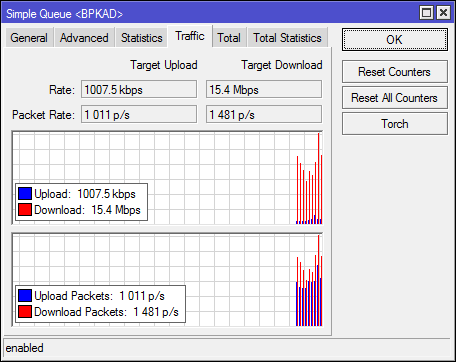 Simple Queue <BPKAD>
General Advanced Statistics Traffic Total Total Statistics
OK
Reset Counters
Reset All Counters
Torch
Target Upload Target Download
Rate: 1007.5 kbps 15.4 Mbps
Packet Rate: 1 011 p/s 1 481 p/s
Upload: 1007.5 kbps
Download: 15.4 Mbps
Upload Packets: 1 011 p/s
Download Packets: 1 481 p/s
enabled